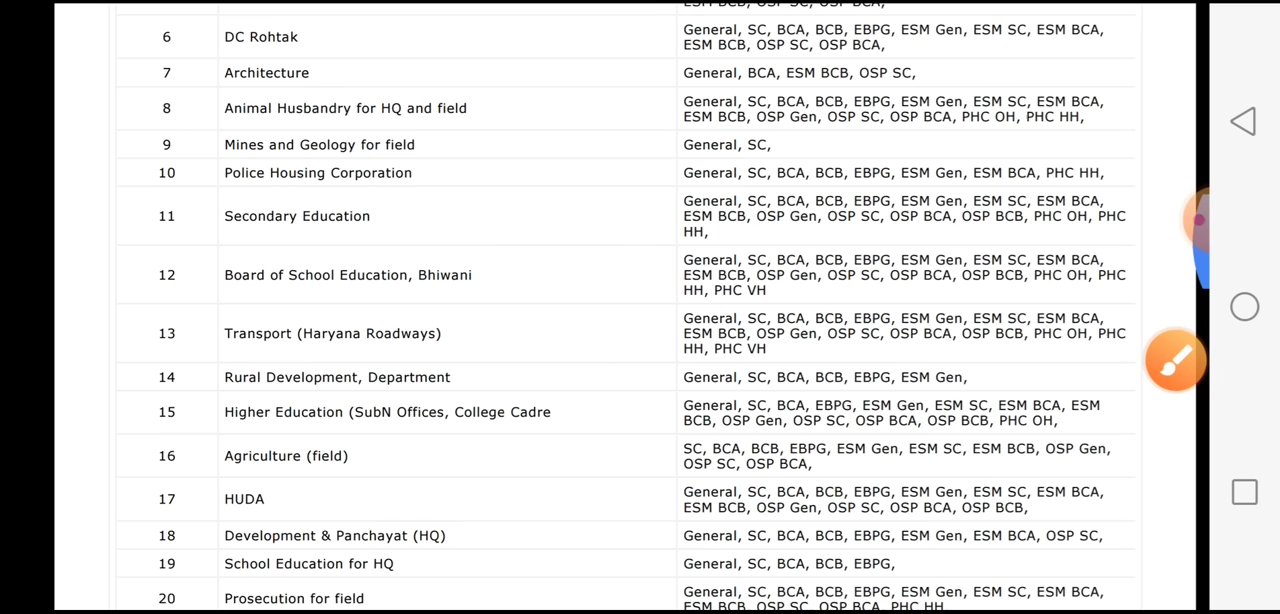 ESM BCB, OSP SC, OSP BCA,
6 DC Rohtak General, SC, BCA, BCB, EBPG, ESM Gen, ESM SC, ESM BCA,
ESM BCB, OSP SC, OSP BCA,
7 Architecture General, BCA, ESM BCB, OSP SC,
8 Animal Husbandry for HQ and field General, SC, BCA, BCB, EBPG, ESM Gen, ESM SC, ESM BCA,
ESM BCB, OSP Gen, OSP SC, OSP BCA, PHC OH, PHC HH,
9 Mines and Geology for field General, SC,
10 Police Housing Corporation General, SC, BCA, BCB, EBPG, ESM Gen, ESM BCA, PHC HH,
11 Secondary Education General, SC, BCA, BCB, EBPG, ESM Gen, ESM SC, ESM BCA,
ESM BCB, OSP Gen, OSP SC, OSP BCA, OSP BCB, PHC OH, PHC
HH,
12 Board of School Education, Bhiwani General, SC, BCA, BCB, EBPG, ESM Gen, ESM SC, ESM BCA,
ESM BCB, OSP Gen, OSP SC, OSP BCA, OSP BCB, PHC OH, PHC
HH, PHC VH
13 Transport (Haryana Roadways) General, SC, BCA, BCB, EBPG, ESM Gen, ESM SC, ESM BCA,
ESM BCB, OSP Gen, OSP SC, OSP BCA, OSP BCB, PHC OH, PHC
HH, PHC VH
14 Rural Development, Department General, SC, BCA, BCB, EBPG, ESM Gen,
15 Higher Education (SubN Offices, College Cadre General, SC, BCA, EBPG, ESM Gen, ESM SC, ESM BCA, ESM
BCB, OSP Gen, OSP SC, OSP BCA, OSP BCB, PHC OH,
16 Agriculture (field) SC, BCA, BCB, EBPG, ESM Gen, ESM SC, ESM BCB, OSP Gen,
OSP SC, OSP BCA,
17 HUDA General, SC, BCA, BCB, EBPG, ESM Gen, ESM SC, ESM BCA,
ESM BCB, OSP Gen, OSP SC, OSP BCA, OSP BCB,
18 Development & Panchayat (HQ) General, SC, BCA, BCB, EBPG, ESM Gen, ESM BCA, OSP SC,
19 School Education for HQ General, SC, BCA, BCB, EBPG,
20 Prosecution for field General, SC, BCA, BCB, EBPG, ESM Gen, ESM SC, ESM BCA,
ESM BCB, OSP SC, OSP BCA, PHC HH